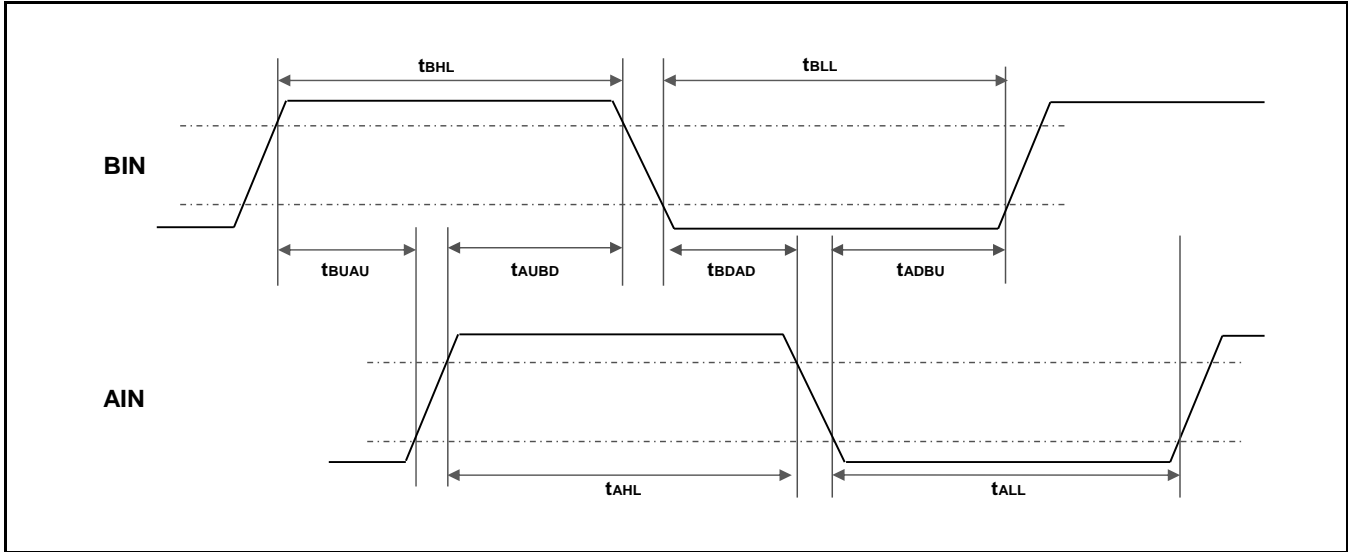 tBHL
tBLL
BIN
tBUAU
tAUBD
tBDAD
tADBU
AIN
tAHL
tALL